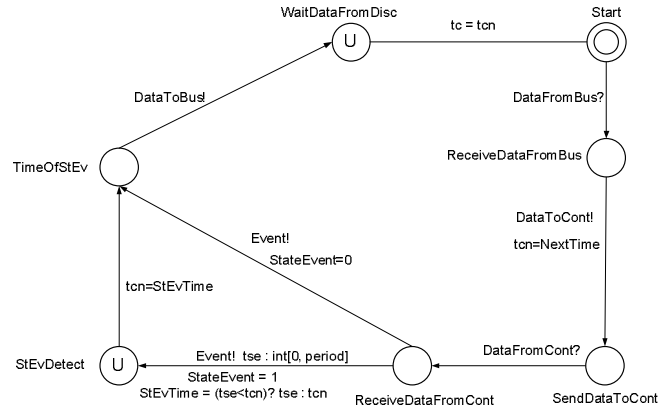 WaitDataFromDisc
Start
U
tc = tcn
DataToBus!
DataFromBus?
TimeOfStEv
ReceiveDataFromBus
DataToCont!
tcn=NextTime
Event!
StateEvent=0
tcn=StEvTime
StEvDetect
U
Event! tse : int[0, period]
StateEvent = 1
StEvTime = (tse<tcn)? tse : tcn
DataFromCont?
ReceiveDataFromCont
SendDataToCont